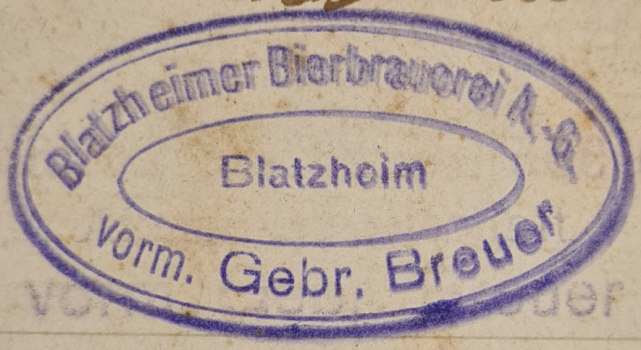 Blatzheimer Bierbrauerei A.-G.
Blatzheim
vorm. Gebr. Breuer